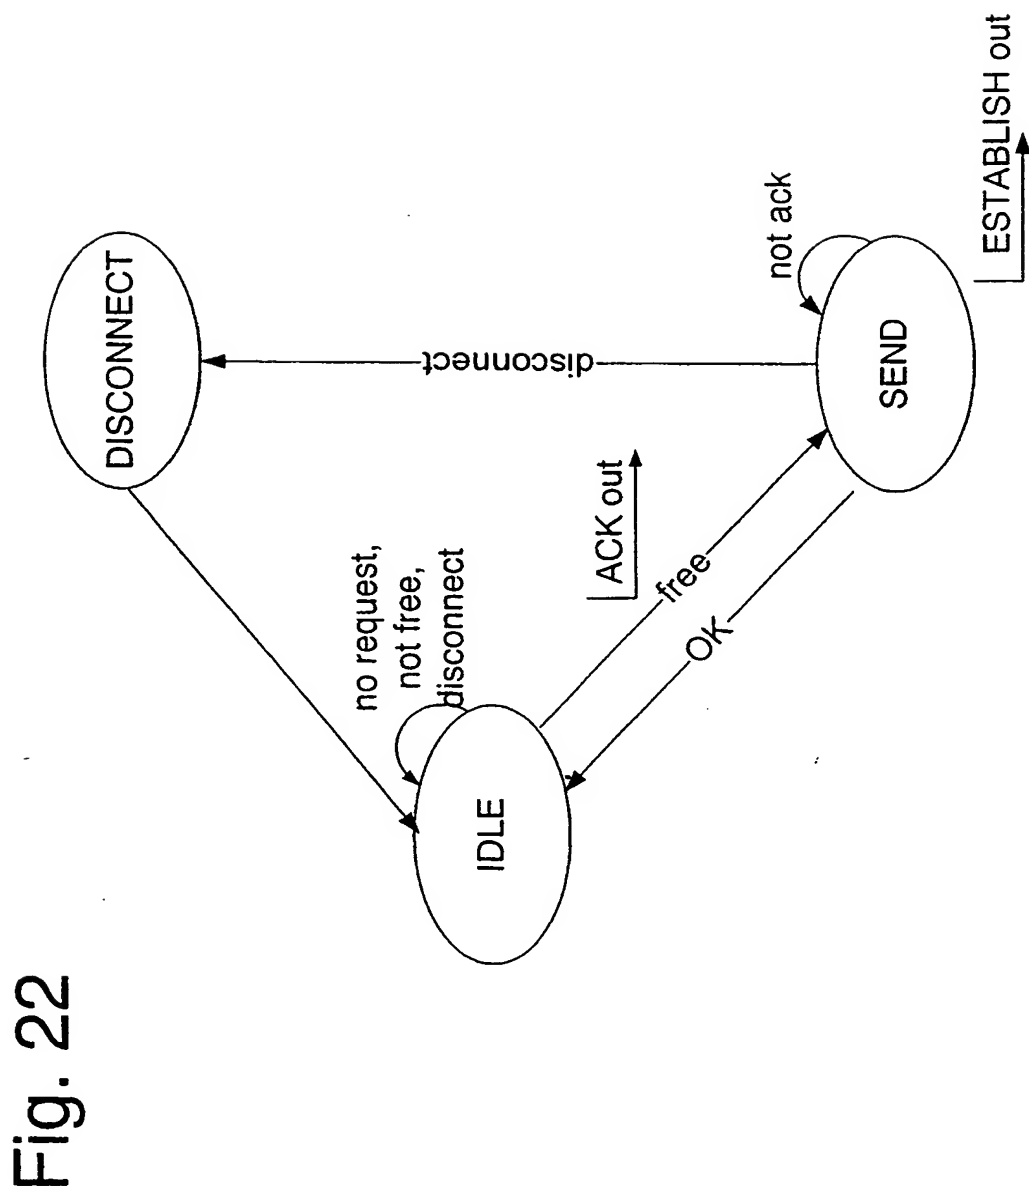 Fig. 22
DISCONNECT
no request,
not free,
disconnect
IDLE
disconnect
ACK out
free
OK
not ack
SEND
ESTABLISH out